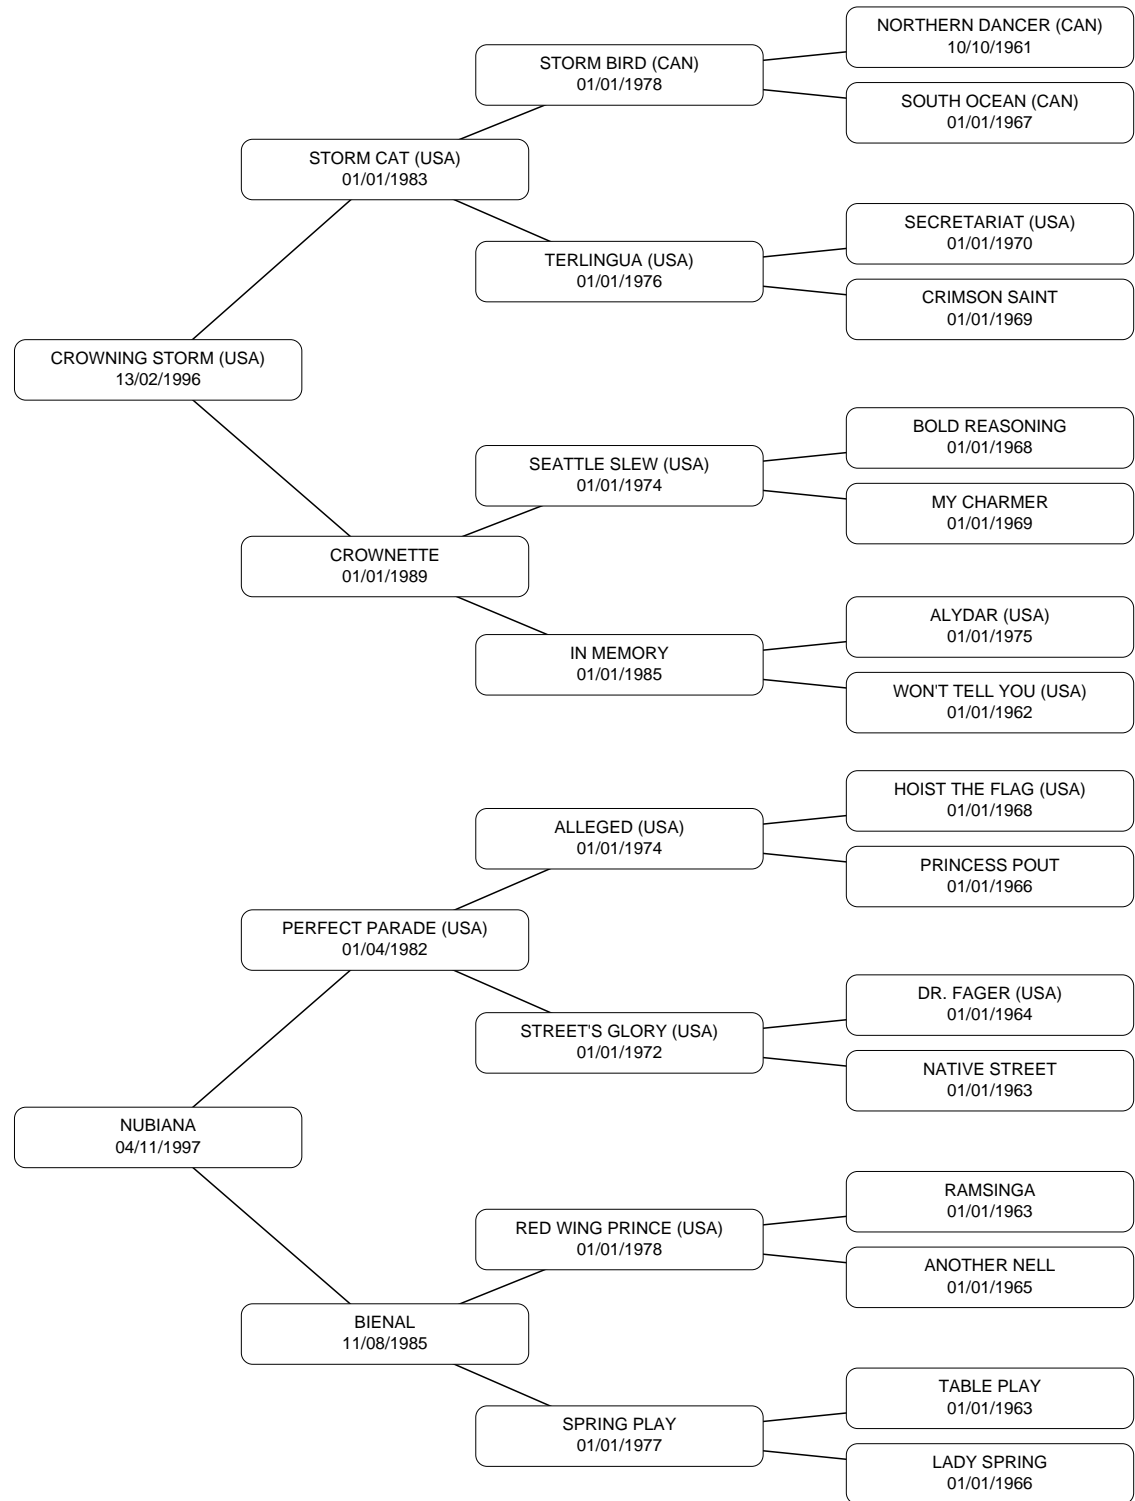 NORTHERN DANCER (CAN)
10/10/1961
STORM BIRD (CAN)
01/01/1978
SOUTH OCEAN (CAN)
01/01/1967
STORM CAT (USA)
01/01/1983
SECRETARIAT (USA)
01/01/1970
TERLINGUA (USA)
01/01/1976
CRIMSON SAINT
01/01/1969
CROWNING STORM (USA)
13/02/1996
BOLD REASONING
01/01/1968
SEATTLE SLEW (USA)
01/01/1974
MY CHARMER
01/01/1969
CROWNETTE
01/01/1989
ALYDAR (USA)
01/01/1975
IN MEMORY
01/01/1985
WON'T TELL YOU (USA)
01/01/1962
HOIST THE FLAG (USA)
01/01/1968
ALLEGED (USA)
01/01/1974
PRINCESS POUT
01/01/1966
PERFECT PARADE (USA)
01/04/1982
DR. FAGER (USA)
01/01/1964
STREET'S GLORY (USA)
01/01/1972
NATIVE STREET
01/01/1963
NUBIANA
04/11/1997
RAMSINGA
01/01/1963
RED WING PRINCE (USA)
01/01/1978
ANOTHER NELL
01/01/1965
BIENAL
11/08/1985
TABLE PLAY
01/01/1963
SPRING PLAY
01/01/1977
LADY SPRING
01/01/1966